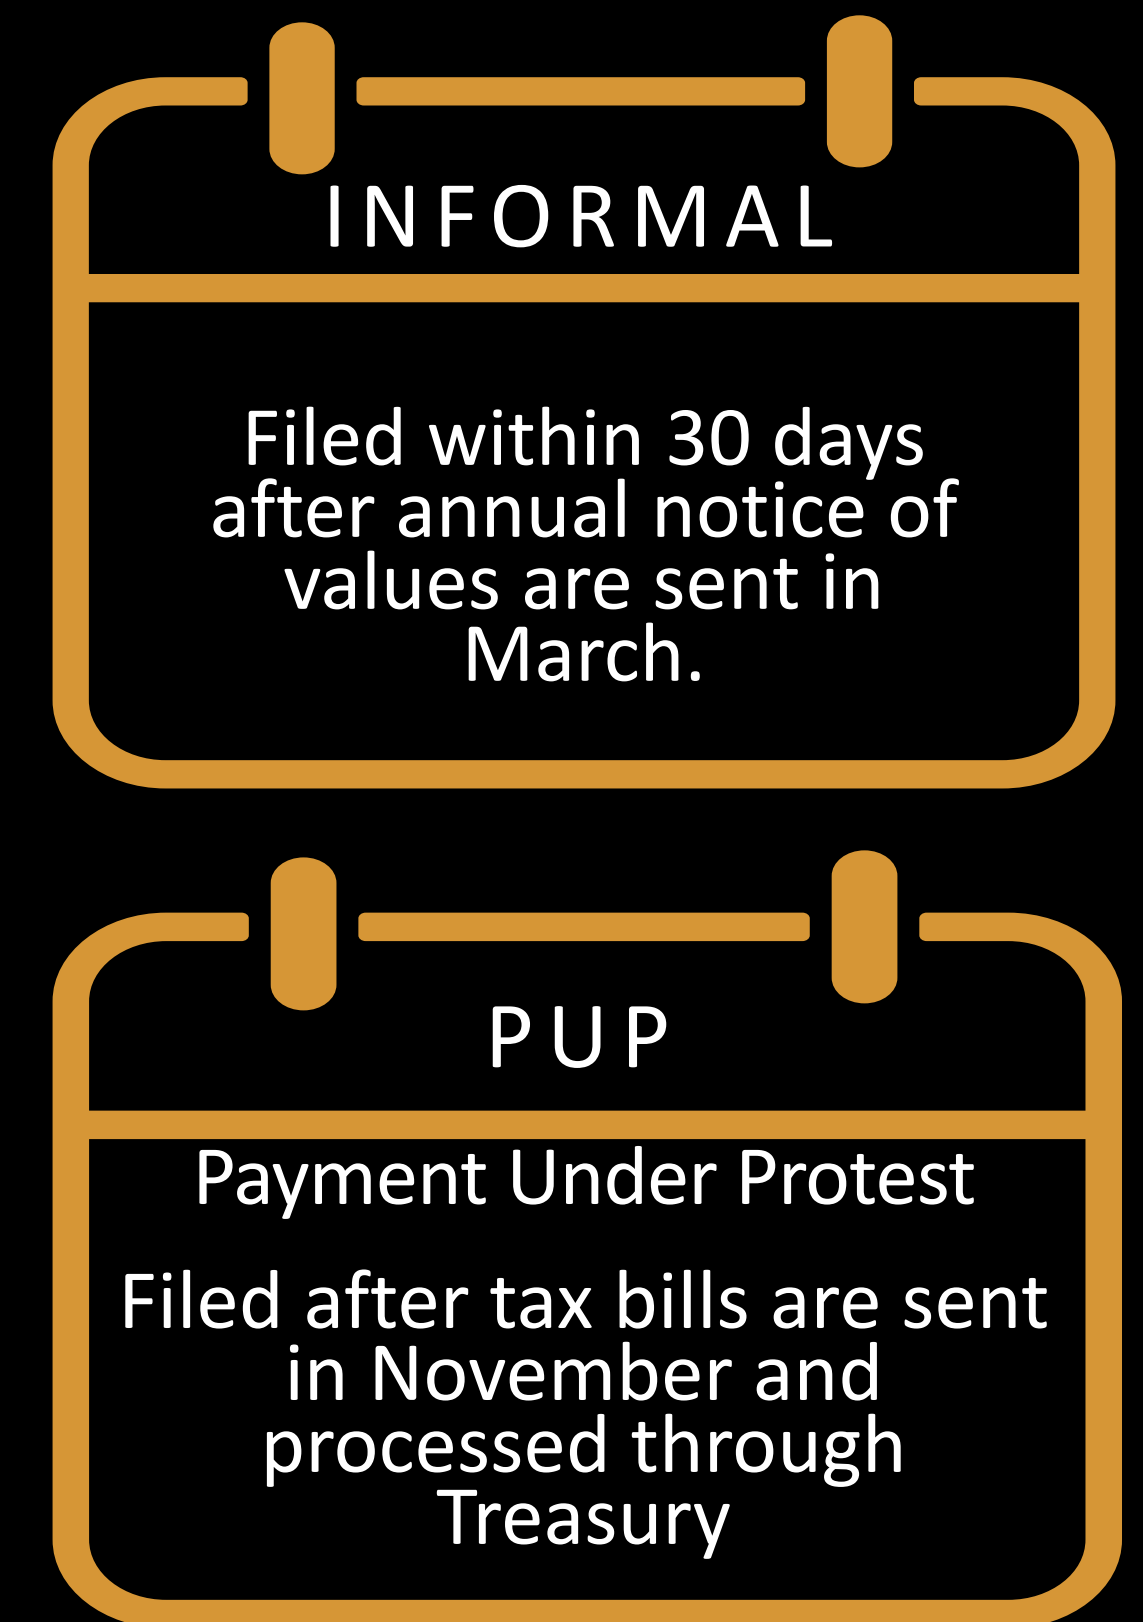 INFORMAL
Filed within 30 days
after annual notice of
values are sent in
March.
PUP
Payment Under Protest
Filed after tax bills are sent
in November and
processed through
Treasury